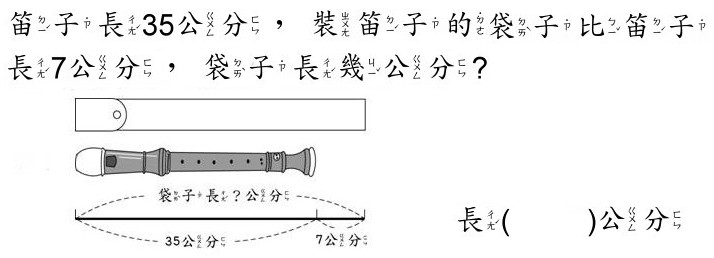 笛子長35公分，裝笛子的袋子比笛子
長7公分，袋子長幾公分？
袋子長？公分
35公分
7公分
長(　　　)公分